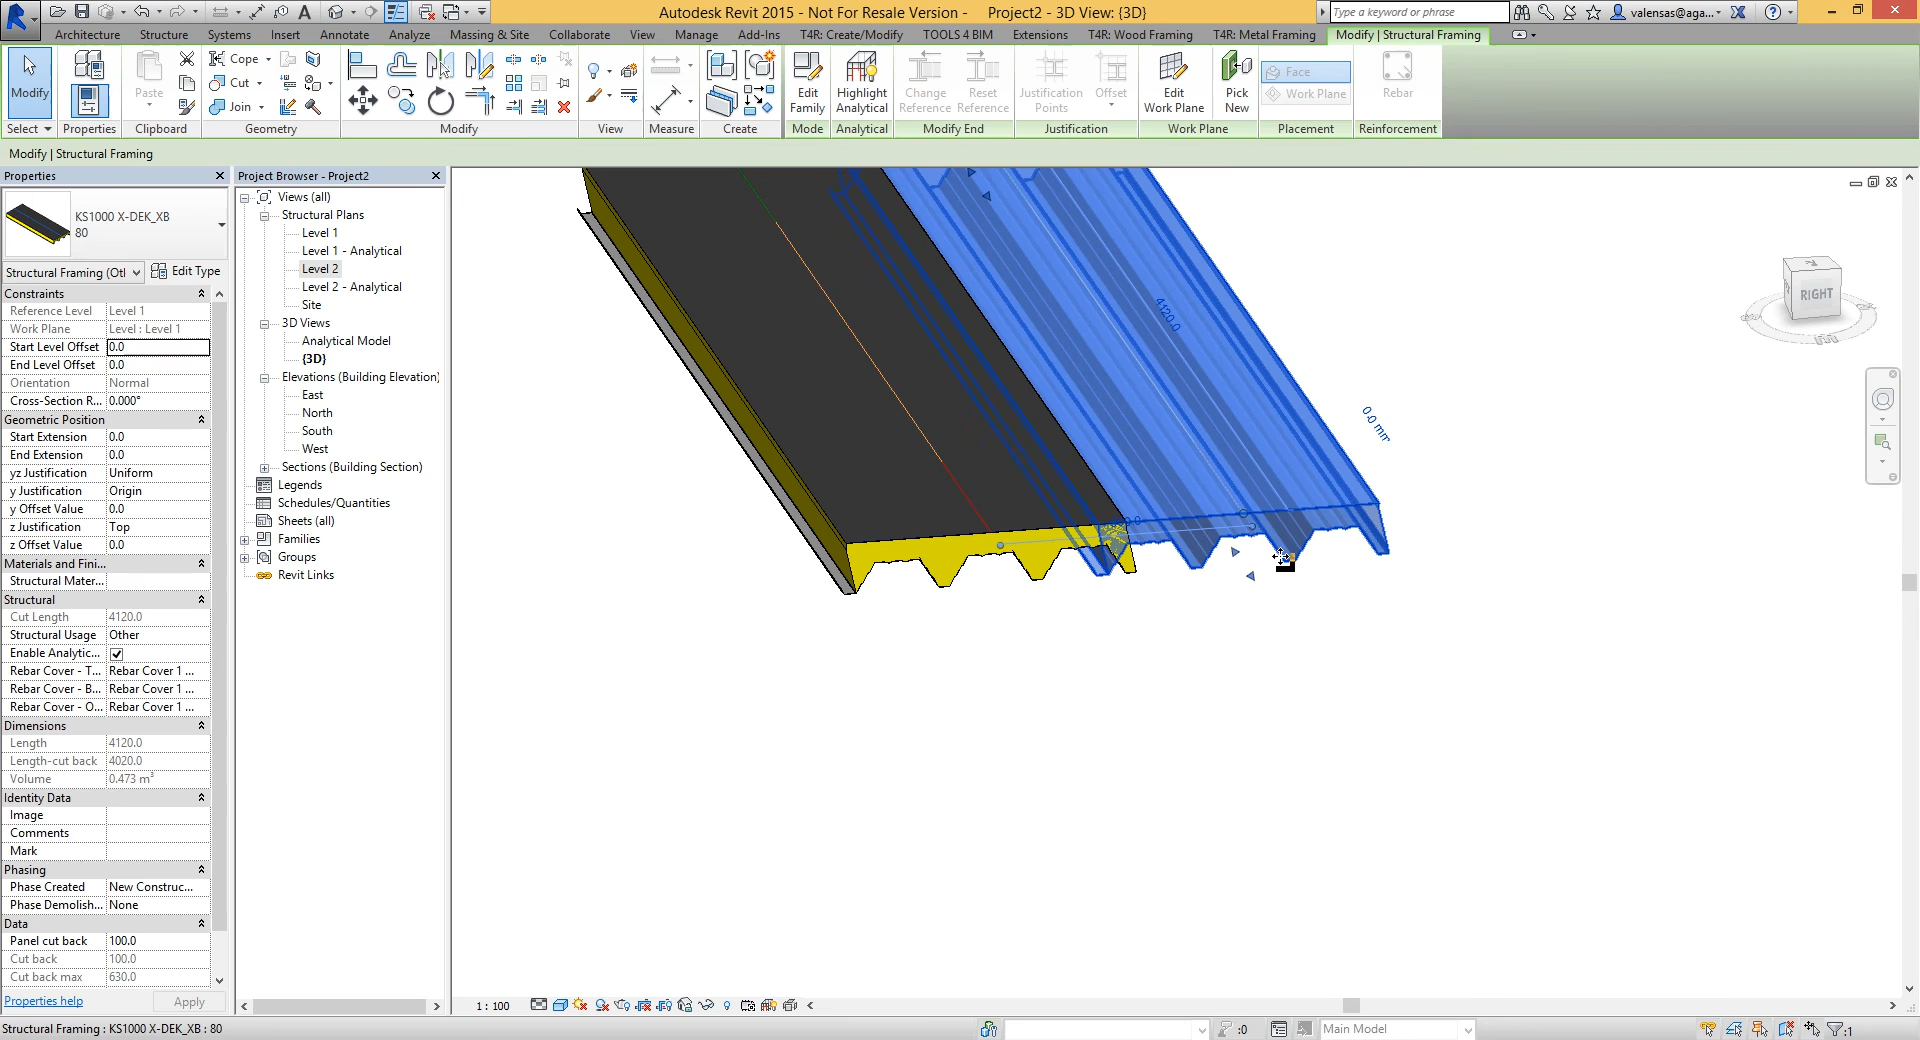 Autodesk Revit 2015 - Not For Resale Version - Project2 - 3D View: {3D}
Type a keyword or phrase
valensas@aga...
Architecture Structure Systems Insert Annotate Analyze Massing & Site Collaborate View Manage Add-Ins T4R: Create/Modify TOOLS 4 BIM Extensions T4R: Wood Framing T4R: Metal Framing Modify | Structural Framing
Modify
Paste
Cope
Cut
Join
Edit Family
Highlight Analytical
Change Reference
Reset Reference
Justification Points
Offset
Edit Work Plane
Pick New
Face
Work Plane
Rebar
Select Properties Clipboard Geometry Modify View Measure Create Mode Analytical Modify End Justification Work Plane Placement Reinforcement
Modify | Structural Framing
Properties
KS1000 X-DEK_XB
80
Structural Framing (Otl
Edit Type
Constraints
Reference Level Level 1
Work Plane Level : Level 1
Start Level Offset 0.0
End Level Offset 0.0
Orientation Normal
Cross-Section R... 0.000°
Geometric Position
Start Extension 0.0
End Extension 0.0
yz Justification Uniform
y Justification Origin
y Offset Value 0.0
z Justification Top
z Offset Value 0.0
Materials and Fini...
Structural Mater...
Structural
Cut Length 4120.0
Structural Usage Other
Enable Analytic...
Rebar Cover - T... Rebar Cover 1 ...
Rebar Cover - B... Rebar Cover 1 ...
Rebar Cover - O... Rebar Cover 1 ...
Dimensions
Length 4120.0
Length-cut back 4020.0
Volume 0.473 m³
Identity Data
Image
Comments
Mark
Phasing
Phase Created New Construc...
Phase Demolish... None
Data
Panel cut back 100.0
Cut back 100.0
Cut back max 630.0
Properties help
Apply
Project Browser - Project2
Views (all)
Structural Plans
Level 1
Level 1 - Analytical
Level 2
Level 2 - Analytical
Site
3D Views
Analytical Model
{3D}
Elevations (Building Elevation)
East
North
South
West
Sections (Building Section)
Legends
Schedules/Quantities
Sheets (all)
Families
Groups
Revit Links
4120.0
0.0 mm
RIGHT
1 : 100
Structural Framing : KS1000 X-DEK_XB : 80
:0
Main Model
:1